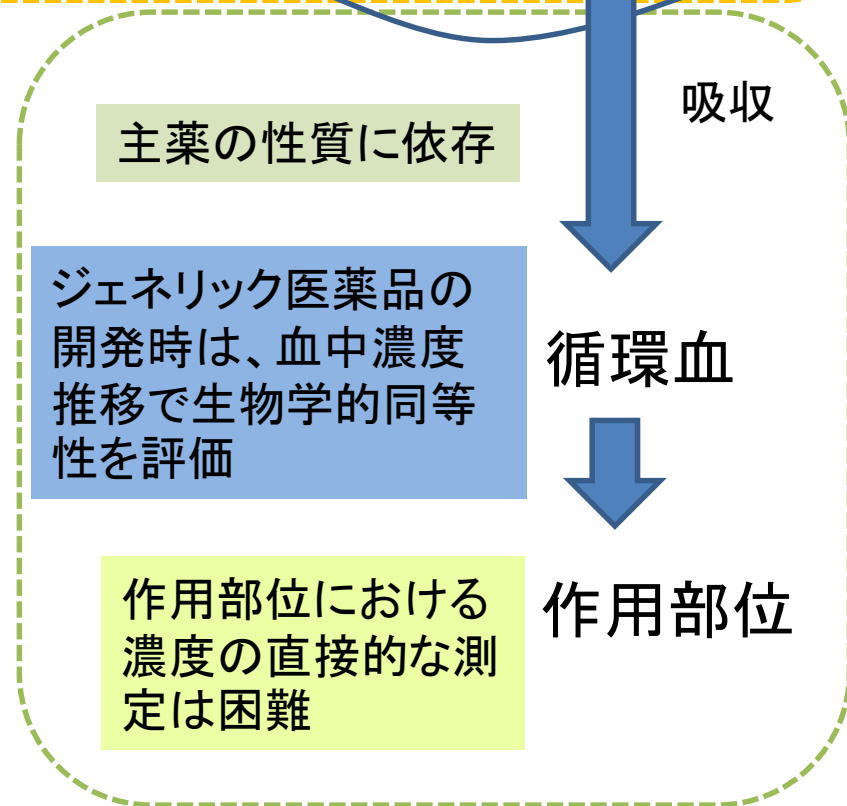 吸収
主薬の性質に依存
ジェネリック医薬品の
開発時は、血中濃度
推移で生物学的同等
性を評価
循環血
作用部位における
濃度の直接的な測
定は困難
作用部位